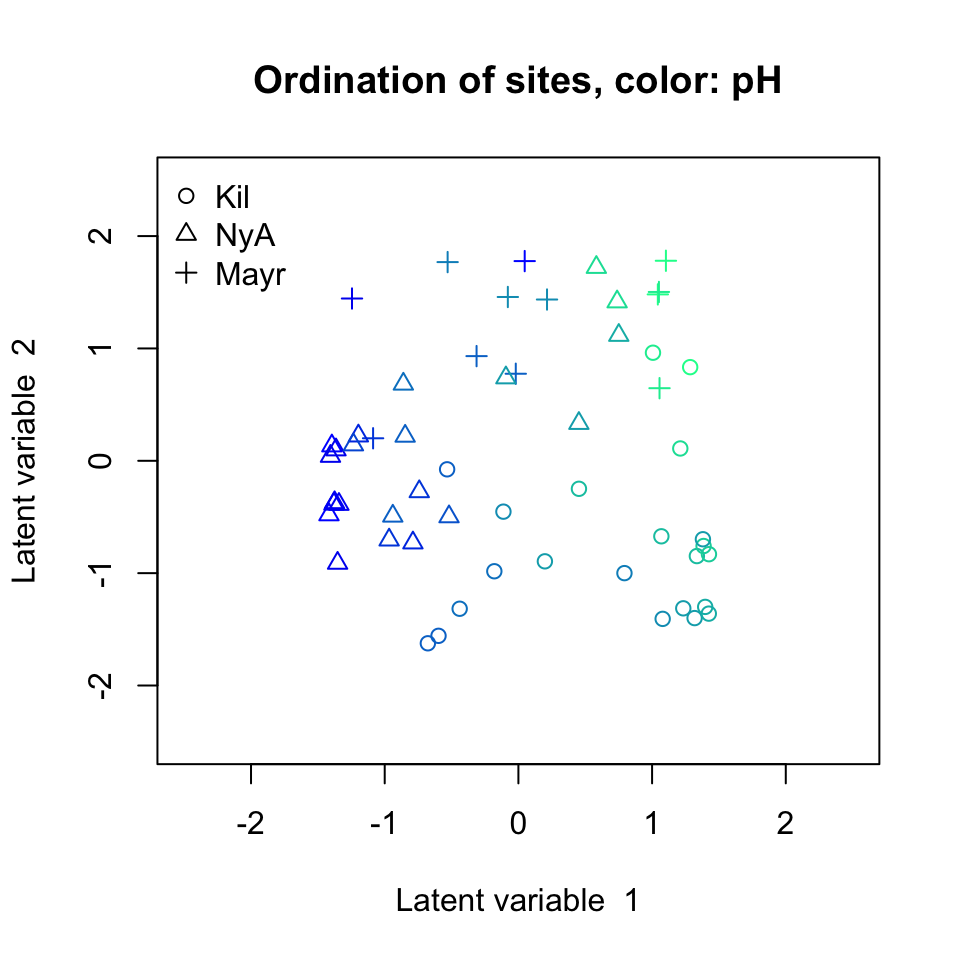 Ordination of sites, color: pH
Kil
NyA
Mayr
2
1
0
-1
-2
Latent variable 2
-2 -1 0 1 2
Latent variable 1